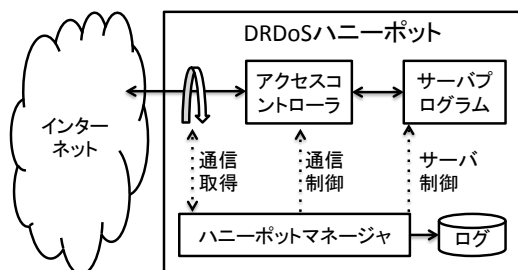 DRDoSハニーポット
アクセスコ
ントローラ
サーバプ
ログラム
インター
ネット
通信
取得
通信
制御
サーバ
制御
ハニーポットマネージャ
ログ